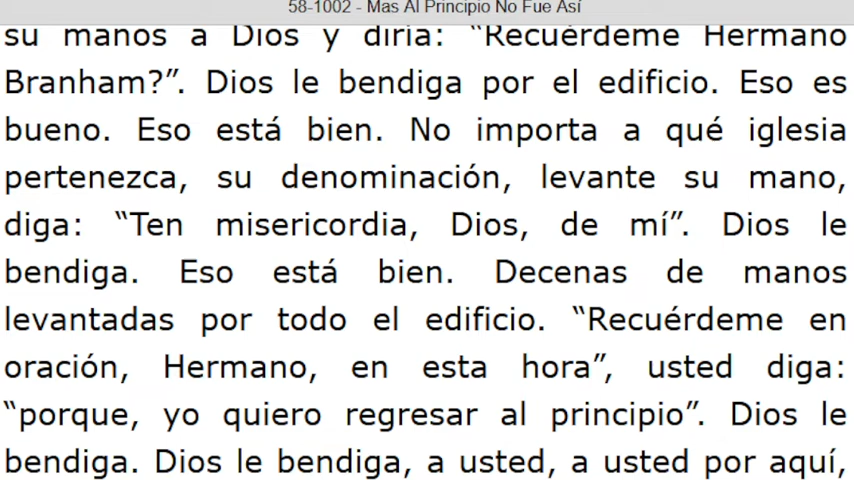 58-1002 - Mas Al Principio No Fue Así
su manos a Dios y diría: “Recuérdeme Hermano
Branham?”. Dios le bendiga por el edificio. Eso es
bueno. Eso está bien. No importa a qué iglesia
pertenezca, su denominación, levante su mano,
diga: “Ten misericordia, Dios, de mí”. Dios le
bendiga. Eso está bien. Decenas de manos
levantadas por todo el edificio. “Recuérdeme en
oración, Hermano, en esta hora”, usted diga:
“porque, yo quiero regresar al principio”. Dios le
bendiga. Dios le bendiga, a usted, a usted por aquí,